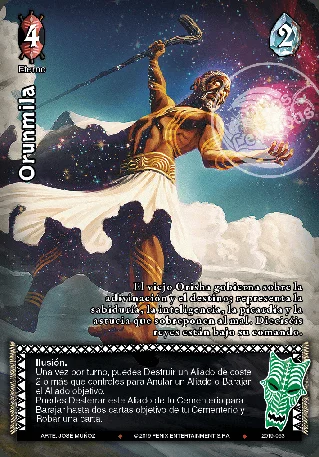 4
2
Eterno
Orunmila
El viejo Orisha gobierna sobre la
adivinación y el destino; representa la
sabiduría, la inteligencia, la picardía y la
astucia que sobreponen al mal. Dieciséis
reyes están bajo su comando.
Ilusión.
Una vez por turno, puedes Destruir un Aliado de coste
2 o más que controles para Anular un Aliado o Barajar
el Aliado objetivo.
Puedes Desterrar este Aliado de tu Cementerio para
Barajar hasta dos cartas objetivo de tu Cementerio y
Robar una carta.
ARTE: JOSE MUÑOZ
© 2019 FENIX ENTERTAINMENT SPA